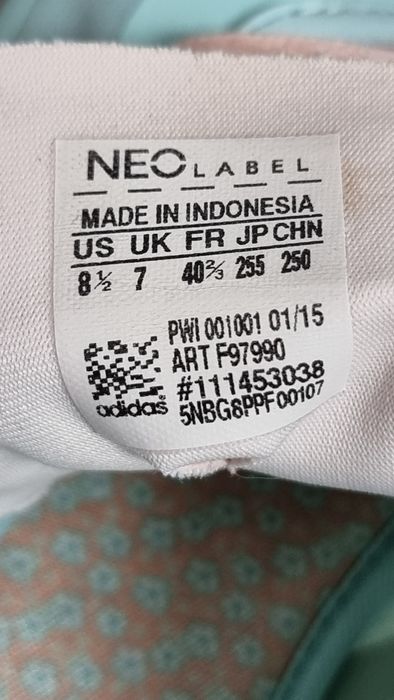 NEO LABEL
MADE IN INDONESIA
US UK FR JP CHN
8½ 7 40⅔ 255 250
PWI 001001 01/15
ART F97990
#111453038
adidas 5NBG8PPF00107